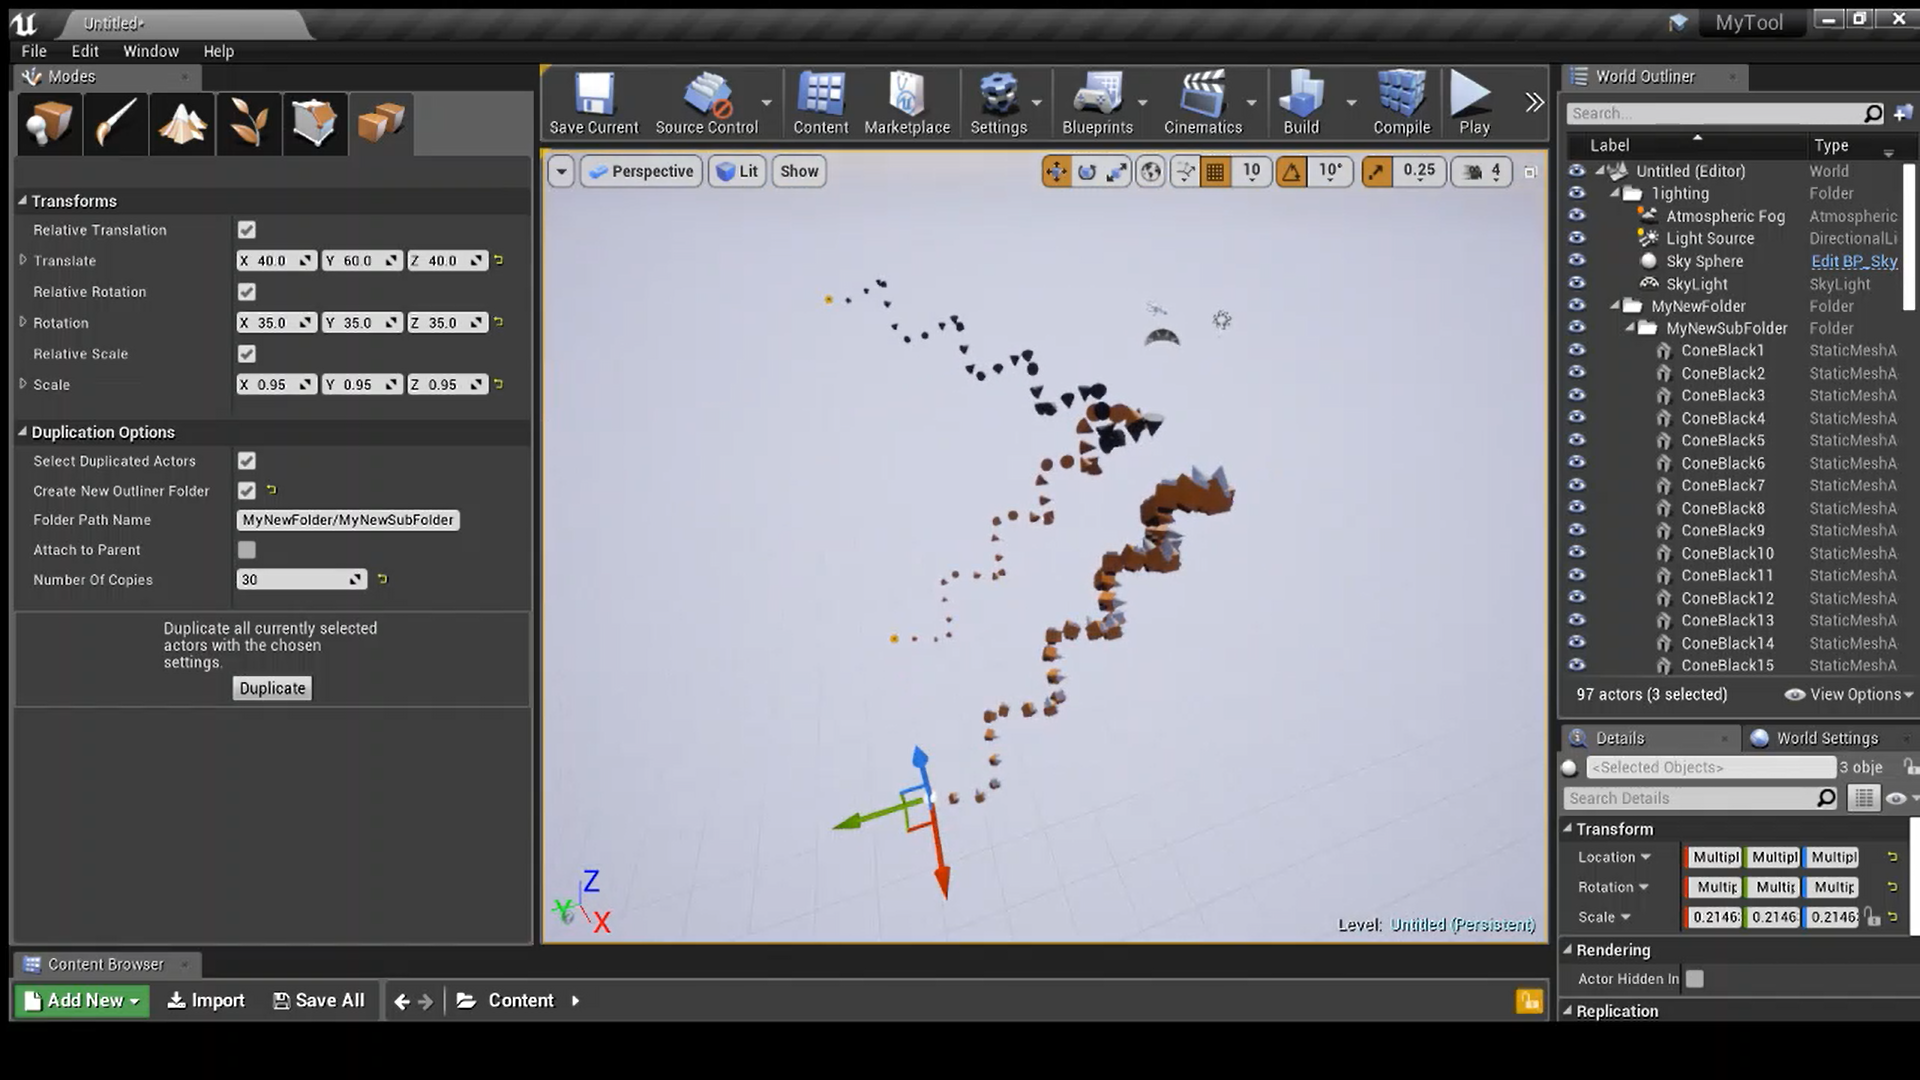 Untitled*
MyTool
File Edit Window Help
Modes
Save Current
Source Control
Content
Marketplace
Settings
Blueprints
Cinematics
Build
Compile
Play
Perspective
Lit
Show
10
10°
0.25
4
Transforms
Relative Translation
Translate X 40.0 Y 60.0 Z 40.0
Relative Rotation
Rotation X 35.0 Y 35.0 Z 35.0
Relative Scale
Scale X 0.95 Y 0.95 Z 0.95
Duplication Options
Select Duplicated Actors
Create New Outliner Folder
Folder Path Name MyNewFolder/MyNewSubFolder
Attach to Parent
Number Of Copies 30
Duplicate all currently selected
actors with the chosen
settings.
Duplicate
Z
Y
X
Level: Untitled (Persistent)
World Outliner
Search...
Label Type
Untitled (Editor) World
lighting Folder
Atmospheric Fog Atmospheric
Light Source DirectionalLi
Sky Sphere Edit BP_Sky
SkyLight SkyLight
MyNewFolder Folder
MyNewSubFolder Folder
ConeBlack1 StaticMeshA
ConeBlack2 StaticMeshA
ConeBlack3 StaticMeshA
ConeBlack4 StaticMeshA
ConeBlack5 StaticMeshA
ConeBlack6 StaticMeshA
ConeBlack7 StaticMeshA
ConeBlack8 StaticMeshA
ConeBlack9 StaticMeshA
ConeBlack10 StaticMeshA
ConeBlack11 StaticMeshA
ConeBlack12 StaticMeshA
ConeBlack13 StaticMeshA
ConeBlack14 StaticMeshA
ConeBlack15 StaticMeshA
97 actors (3 selected) View Options
Details World Settings
<Selected Objects> 3 obje
Search Details
Transform
Location Multipl Multipl Multipl
Rotation Multip Multip Multip
Scale 0.2146 0.2146 0.2146
Rendering
Actor Hidden In
Replication
Content Browser
Add New Import Save All Content